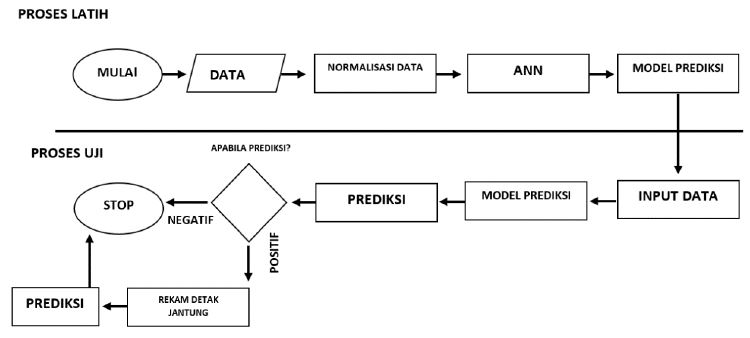 PROSES LATIH
MULAI
DATA
NORMALISASI DATA
ANN
MODEL PREDIKSI
PROSES UJI
APABILA PREDIKSI?
STOP
NEGATIF
PREDIKSI
MODEL PREDIKSI
INPUT DATA
POSITIF
PREDIKSI
REKAM DETAK
JANTUNG